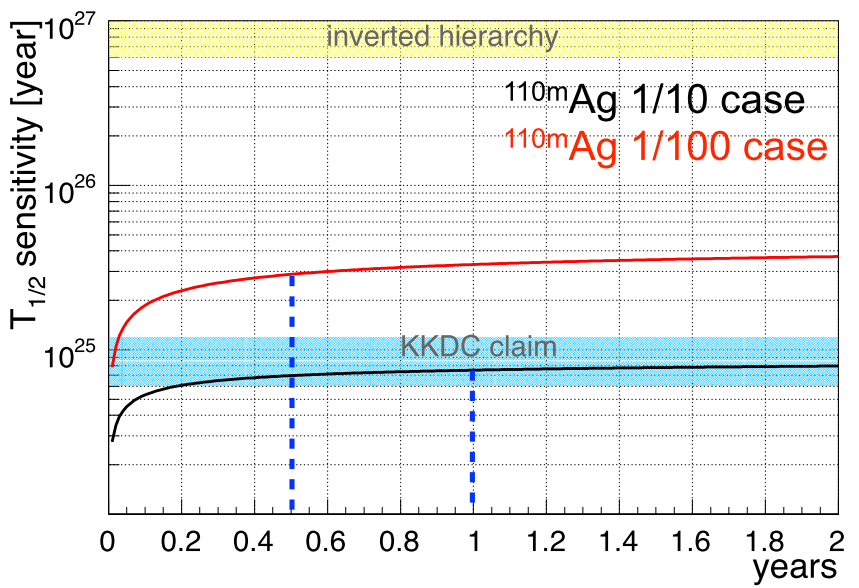 T1/2 sensitivity [year]
10^27
10^26
10^25
inverted hierarchy
110mAg 1/10 case
110mAg 1/100 case
KKDC claim
0 0.2 0.4 0.6 0.8 1 1.2 1.4 1.6 1.8 2
years